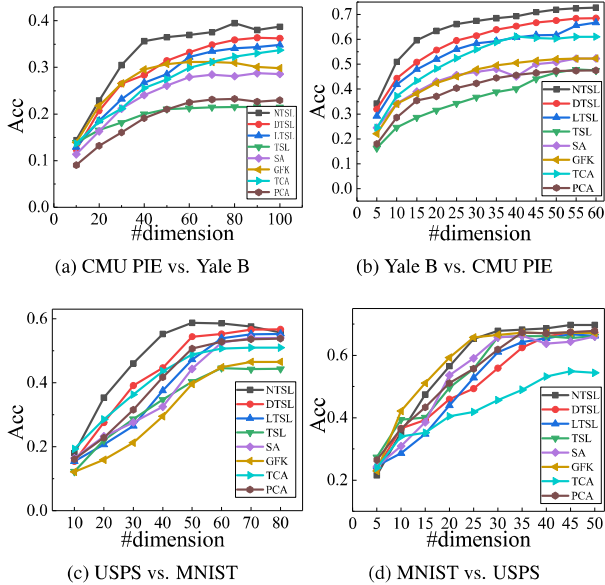 0.4
0.3
0.2
0.1
0.0
Acc
0 20 40 60 80 100
#dimension
NTSL
DTSL
LTSL
TSL
SA
GFK
TCA
PCA
(a) CMU PIE vs. Yale B
0.7
0.6
0.5
0.4
0.3
0.2
0.1
0.0
Acc
5 10 15 20 25 30 35 40 45 50 55 60
#dimension
NTSL
DTSL
LTSL
TSL
SA
GFK
TCA
PCA
(b) Yale B vs. CMU PIE
0.6
0.4
0.2
0.0
Acc
10 20 30 40 50 60 70 80
#dimension
NTSL
DTSL
LTSL
TSL
SA
GFK
TCA
PCA
(c) USPS vs. MNIST
0.6
0.4
0.2
Acc
5 10 15 20 25 30 35 40 45 50
#dimension
NTSL
DTSL
LTSL
TSL
SA
GFK
TCA
PCA
(d) MNIST vs. USPS